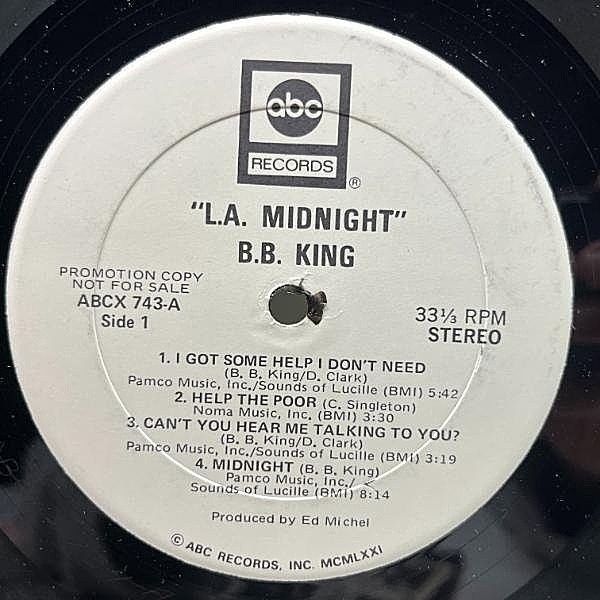 abc
RECORDS
®
"L.A. MIDNIGHT"
B.B. KING
PROMOTION COPY
NOT FOR SALE
ABCX 743-A
Side 1
33⅓ RPM
STEREO
1. I GOT SOME HELP I DON'T NEED
(B. B. King/D. Clark)
Pamco Music, Inc./Sounds of Lucille (BMI) 5:42
2. HELP THE POOR (C. Singleton)
Noma Music, Inc. (BMI) 3:30
3. CAN'T YOU HEAR ME TALKING TO YOU?
(B. B. King/D. Clark)
Pamco Music, Inc./Sounds of Lucille (BMI) 3:19
4. MIDNIGHT (B. B. King)
Pamco Music, Inc./
Sounds of Lucille (BMI) 8:14
Produced by Ed Michel
© ABC RECORDS, INC. MCMLXXI